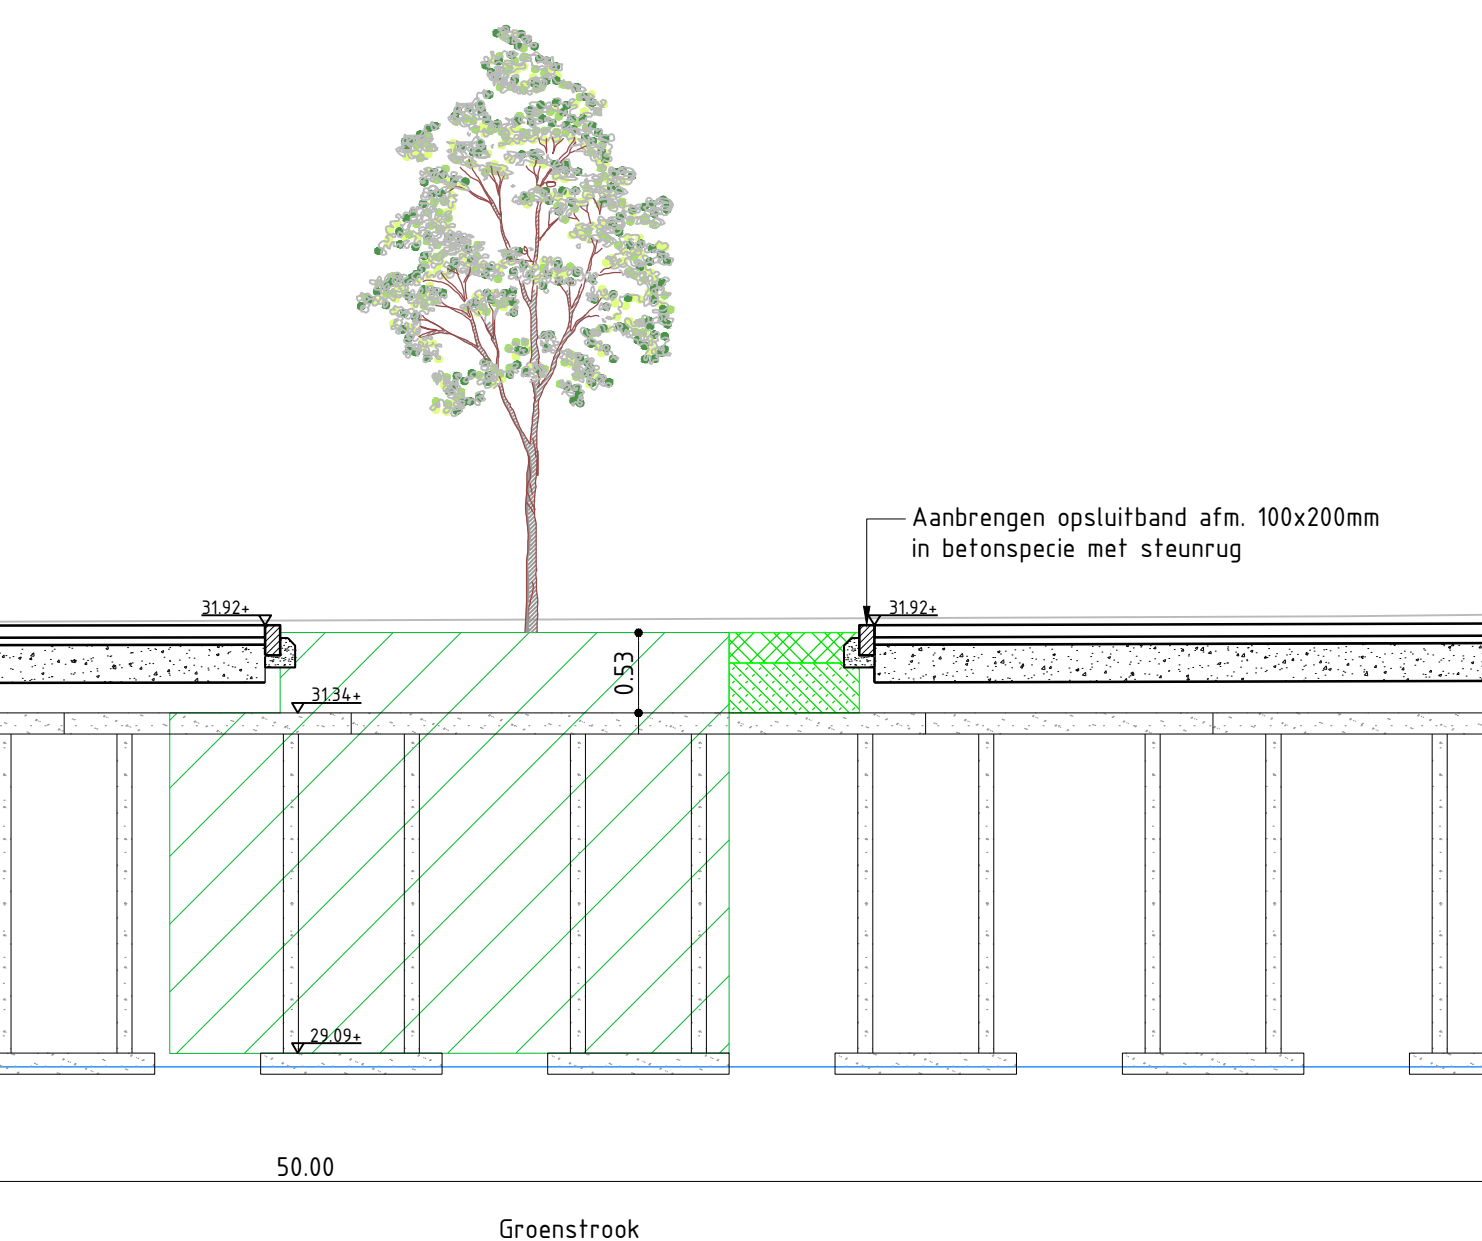 Aanbrengen opsluitband afm. 100x200mm
in betonspecie met steunrug
31.92+
31.92+
0.53
31.34+
29.09+
50.00
Groenstrook